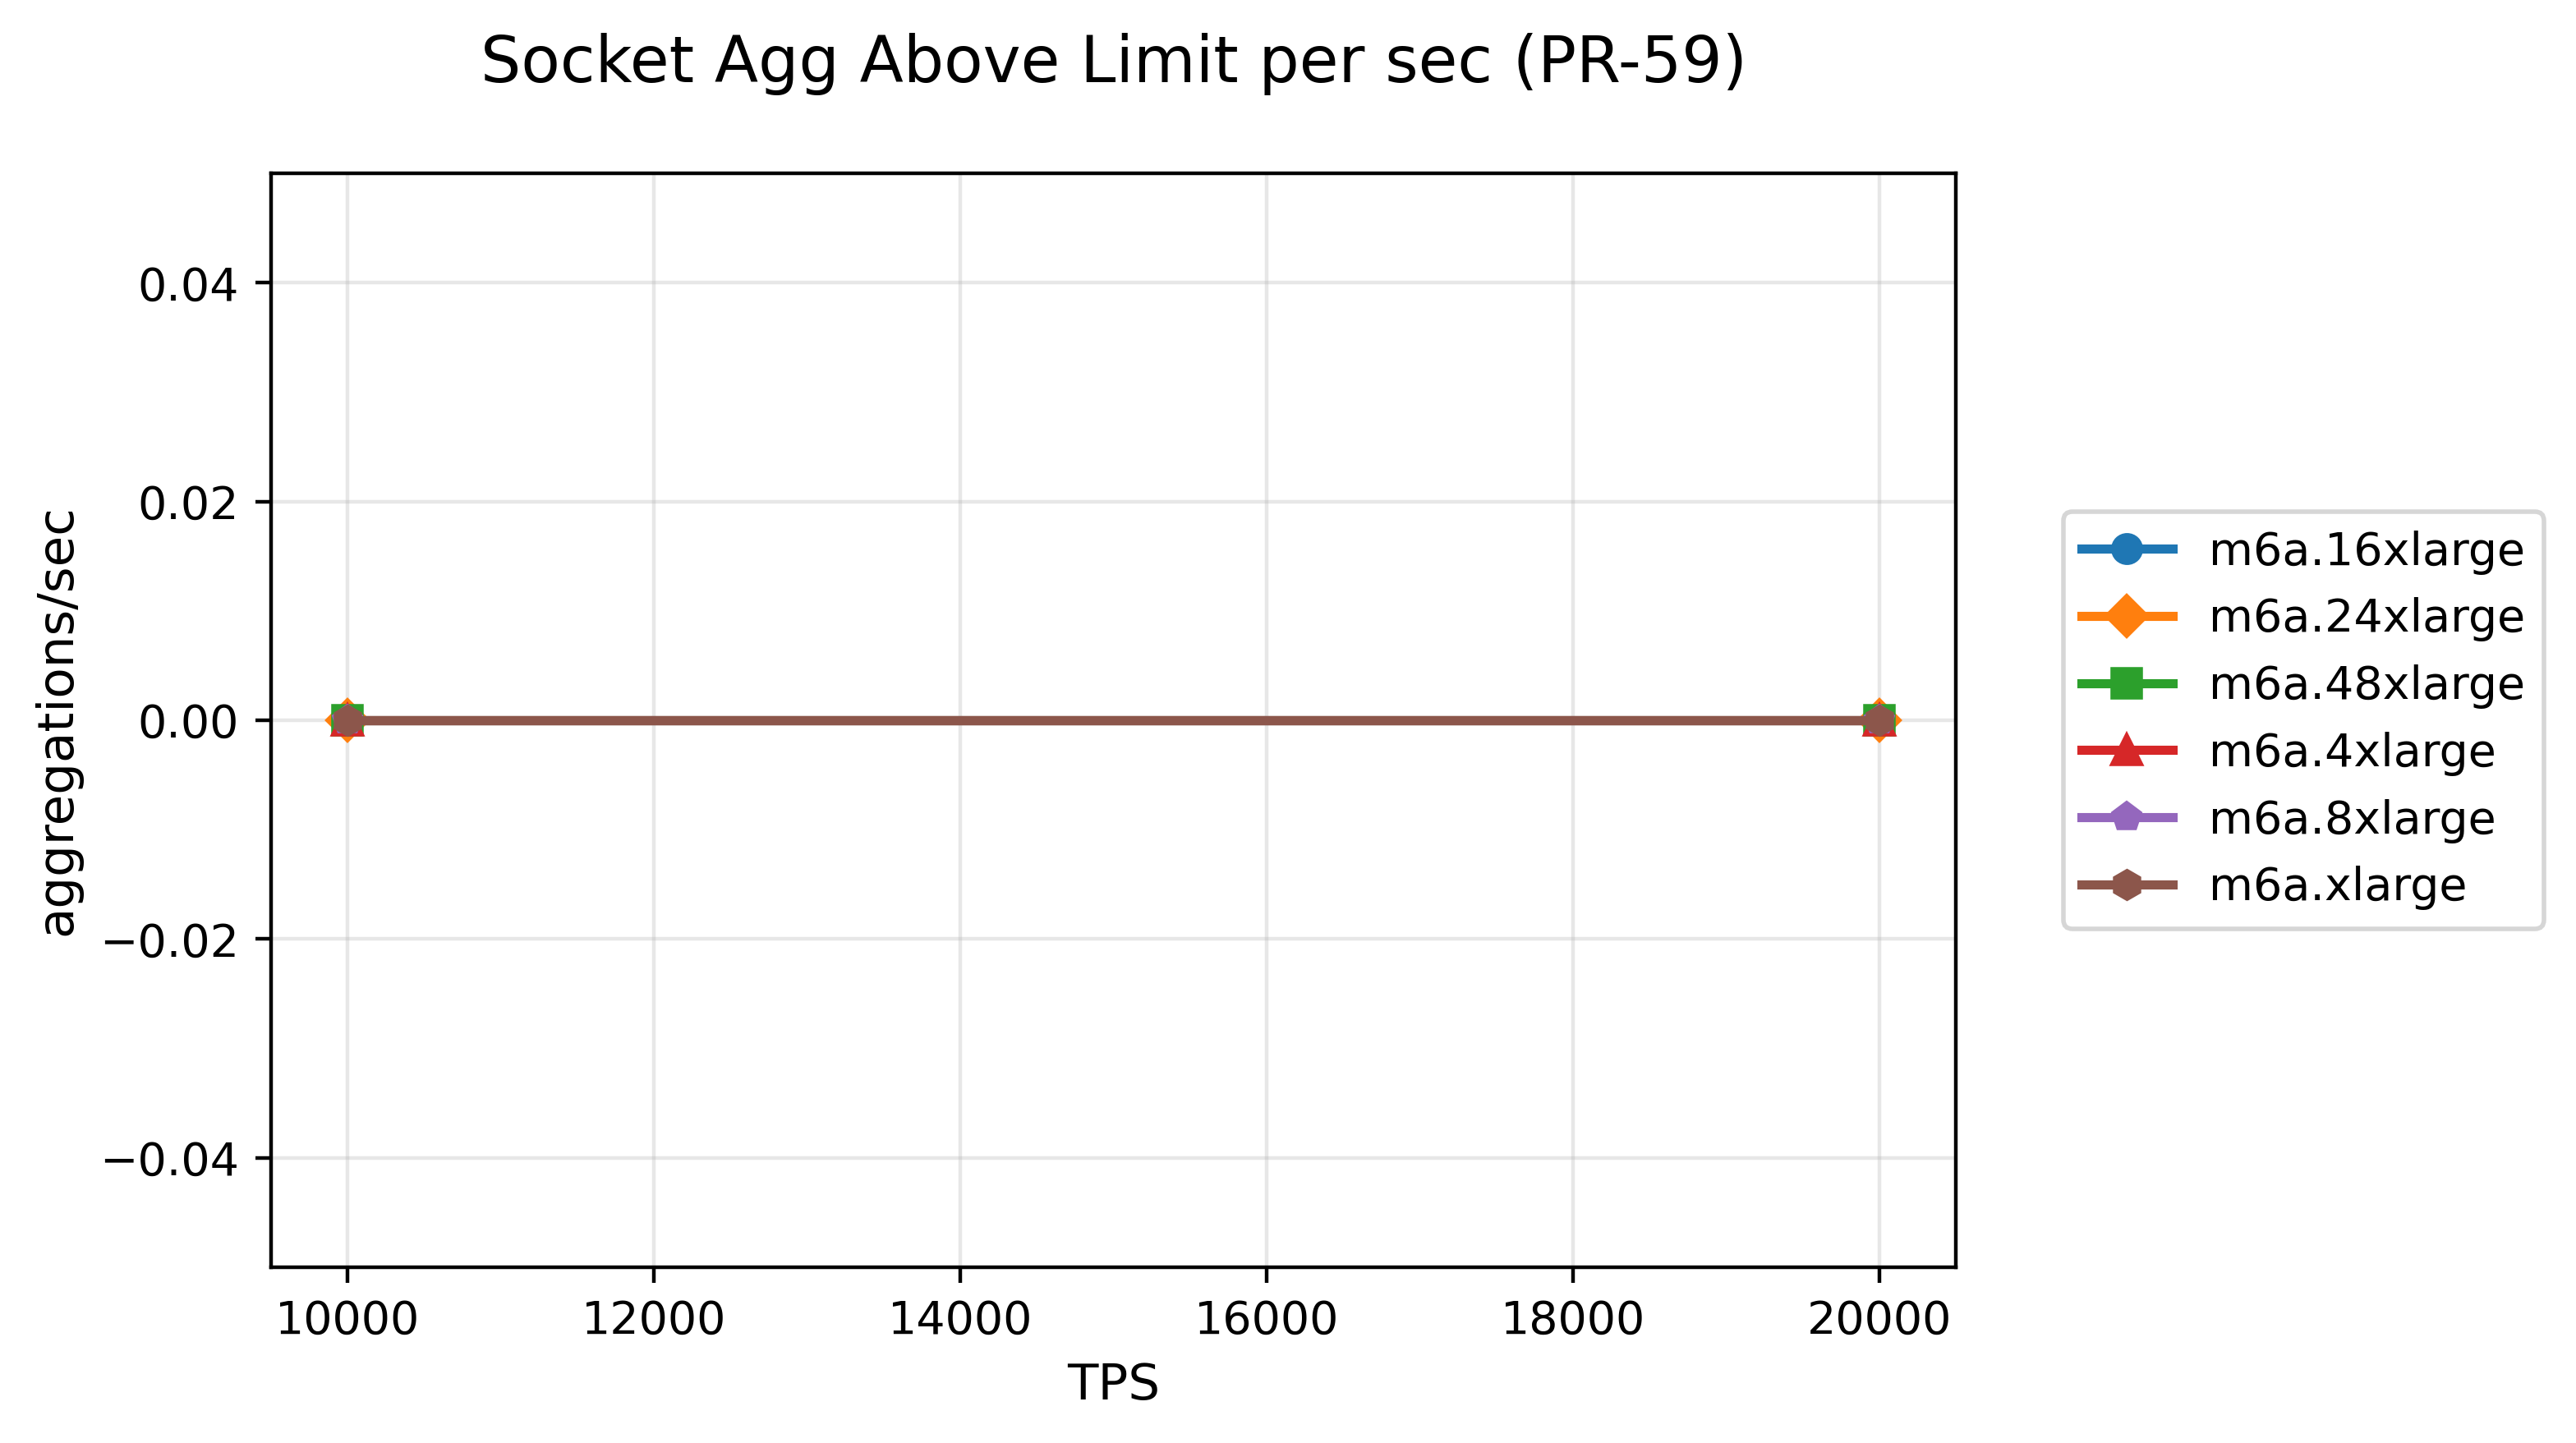 Socket Agg Above Limit per sec (PR-59)
aggregations/sec
0.04
0.02
0.00
−0.02
−0.04
10000 12000 14000 16000 18000 20000
TPS
m6a.16xlarge
m6a.24xlarge
m6a.48xlarge
m6a.4xlarge
m6a.8xlarge
m6a.xlarge